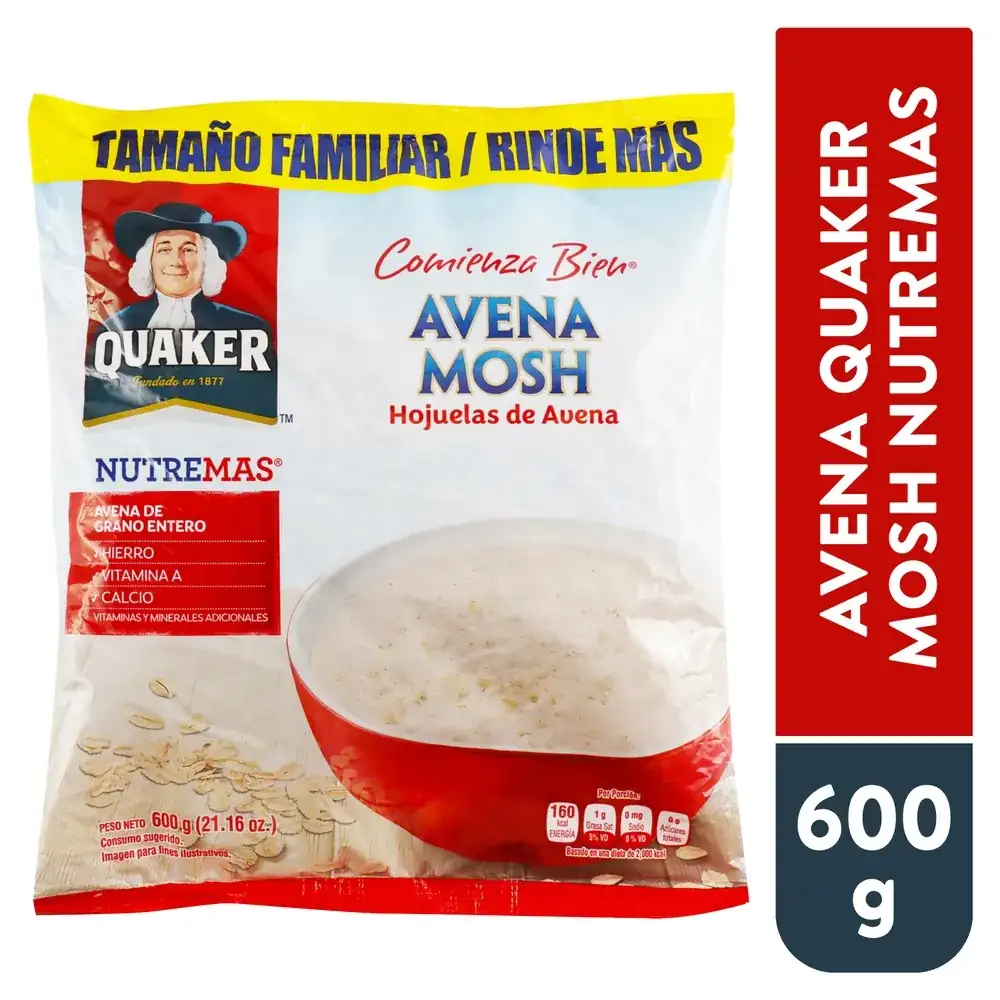 TAMAÑO FAMILIAR / RINDE MÁS
QUAKER
Fundado en 1877
TM
Comienza Bien®
AVENA
MOSH
Hojuelas de Avena
NUTREMAS®
AVENA DE
GRANO ENTERO
HIERRO
VITAMINA A
CALCIO
VITAMINAS Y MINERALES ADICIONALES
PESO NETO 600 g (21.16 oz.)
Consumo sugerido.
Imagen para fines ilustrativos.
Por Porción:
160
kcal
ENERGÍA
1 g
Grasa Sat
5% VD
0 mg
Sodio
0 % VD
0 g
Azúcares
totales
Basado en una dieta de 2,000 kcal
AVENA QUAKER
MOSH NUTREMAS
600
g